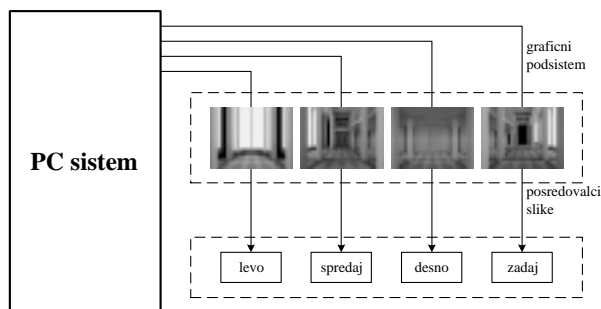 graficni
podsistem
PC sistem
posredovalci
slike
levo
spredaj
desno
zadaj